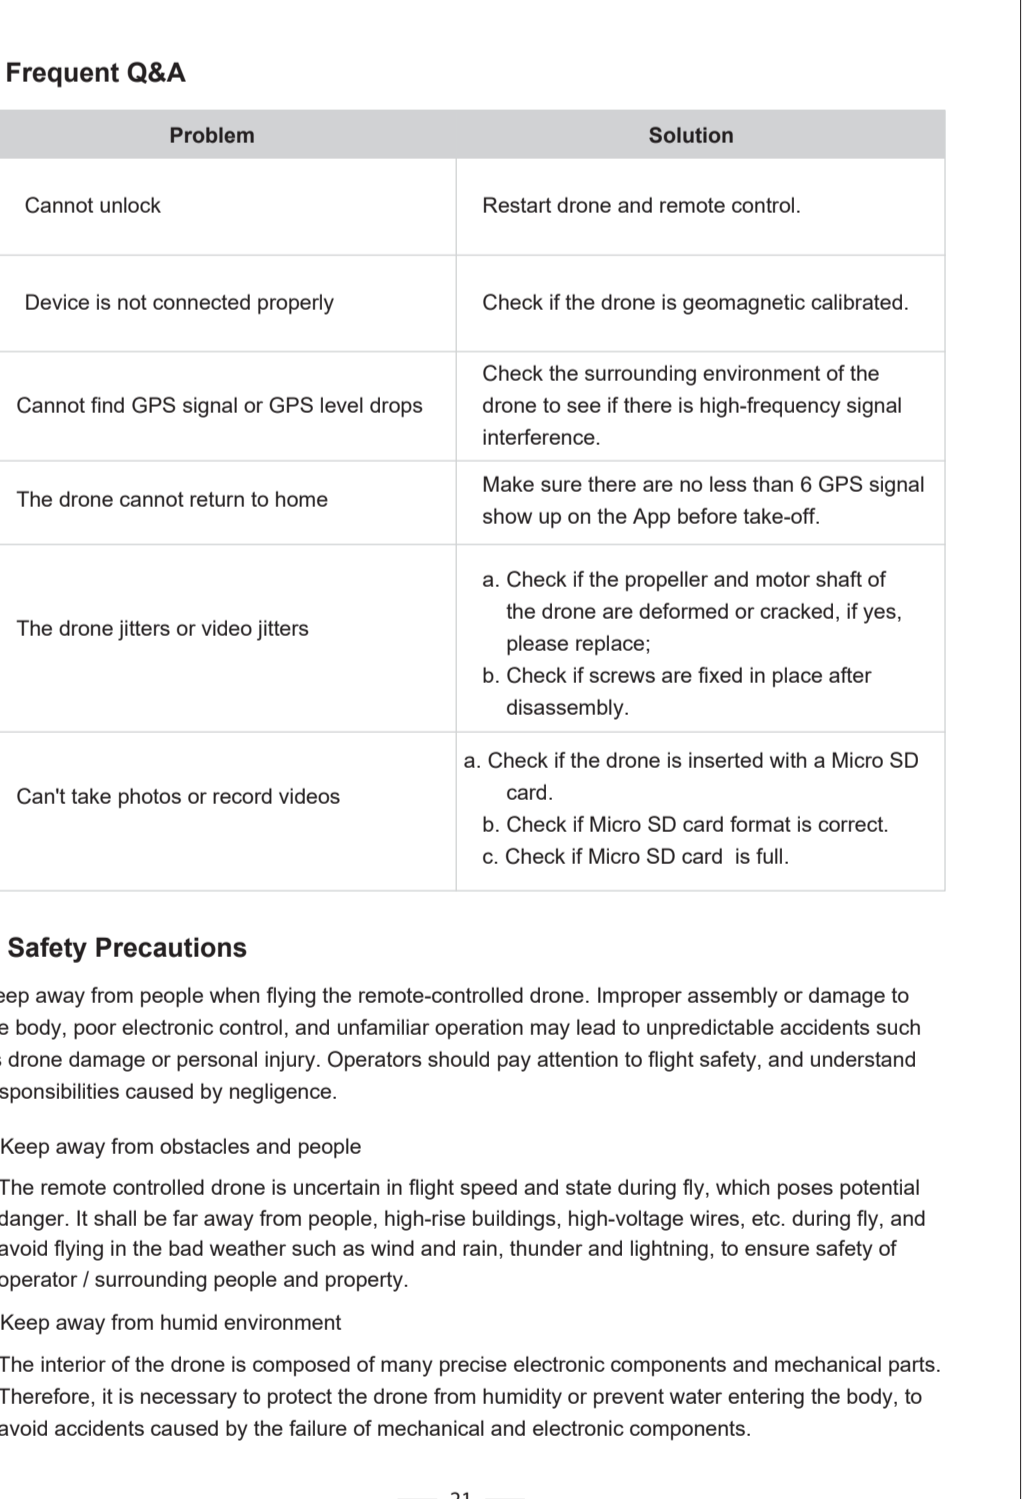 Frequent Q&A
Problem
Solution
Cannot unlock
Restart drone and remote control.
Device is not connected properly
Check if the drone is geomagnetic calibrated.
Cannot find GPS signal or GPS level drops
Check the surrounding environment of the
drone to see if there is high-frequency signal
interference.
The drone cannot return to home
Make sure there are no less than 6 GPS signal
show up on the App before take-off.
The drone jitters or video jitters
a. Check if the propeller and motor shaft of
the drone are deformed or cracked, if yes,
please replace;
b. Check if screws are fixed in place after
disassembly.
Can't take photos or record videos
a. Check if the drone is inserted with a Micro SD
card.
b. Check if Micro SD card format is correct.
c. Check if Micro SD card  is full.
Safety Precautions
eep away from people when flying the remote-controlled drone. Improper assembly or damage to
e body, poor electronic control, and unfamiliar operation may lead to unpredictable accidents such
drone damage or personal injury. Operators should pay attention to flight safety, and understand
sponsibilities caused by negligence.
Keep away from obstacles and people
The remote controlled drone is uncertain in flight speed and state during fly, which poses potential
danger. It shall be far away from people, high-rise buildings, high-voltage wires, etc. during fly, and
avoid flying in the bad weather such as wind and rain, thunder and lightning, to ensure safety of
operator / surrounding people and property.
Keep away from humid environment
The interior of the drone is composed of many precise electronic components and mechanical parts.
Therefore, it is necessary to protect the drone from humidity or prevent water entering the body, to
avoid accidents caused by the failure of mechanical and electronic components.
21